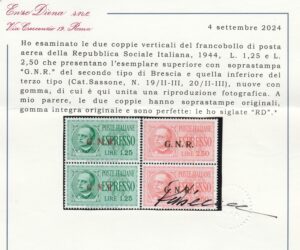 Enzo Diena snc
Via Crescenzio 19, Roma
4 settembre 2024
Ho esaminato le due coppie verticali del francobollo di posta
aerea della Repubblica Sociale Italiana, 1944, L. 1,25 e L.
2,50 che presentano l'esemplare superiore con soprastampa
"G.N.R." del secondo tipo di Brescia e quella inferiore del
terzo tipo (Cat.Sassone, N. 19/II-III, 20/II-III), nuove con
gomma, di cui è qui unita una riproduzione fotografica. A
mio parere, le due coppie hanno soprastampe originali,
gomma integra originale e sono perfette: le ho siglate "RD".
POSTE ITALIANE POSTE ITALIANE
G.N.R.
ESPRESSO
LIRE 1,25 LIRE 2,50
POSTE ITALIANE POSTE ITALIANE
ESPRESSO G.N.R.
LIRE 1.25